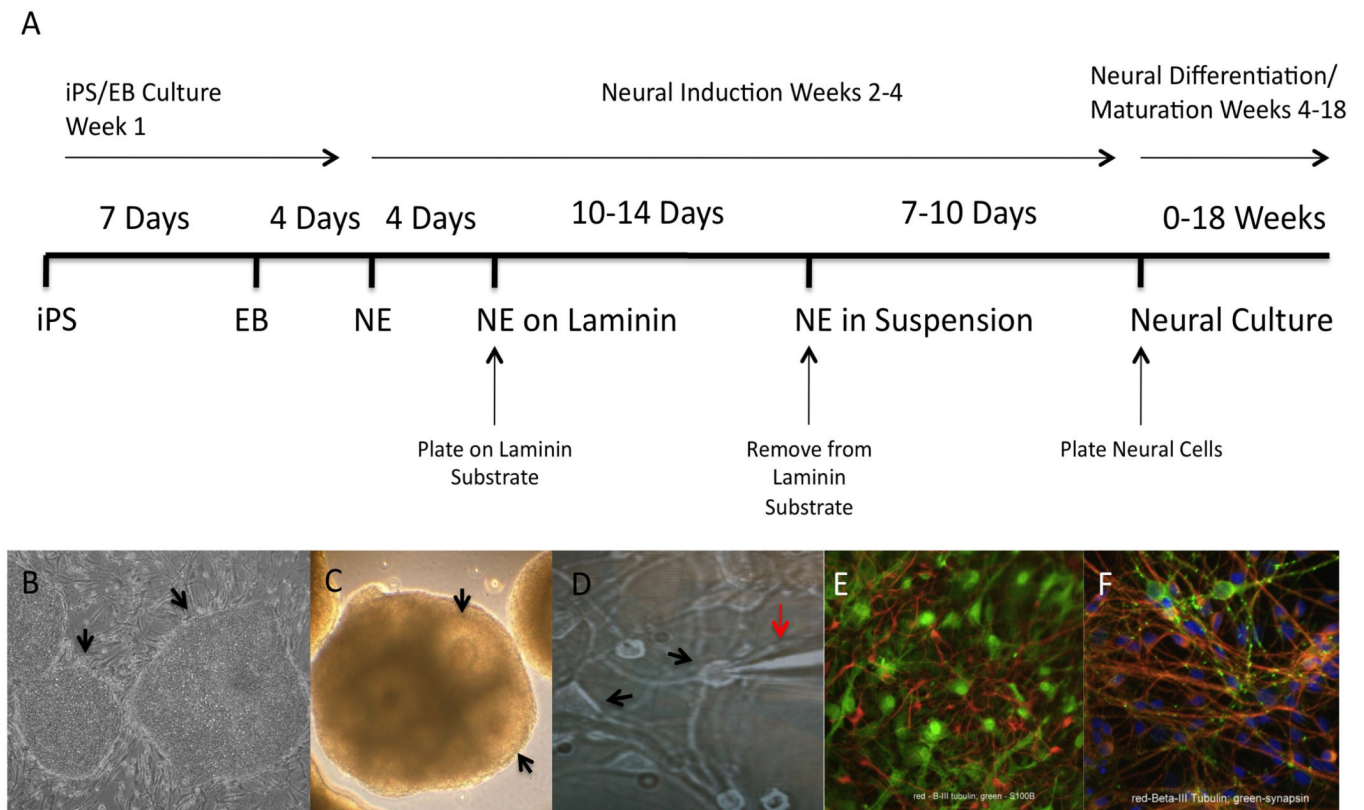 A
iPS/EB Culture
Week 1
Neural Induction Weeks 2-4
Neural Differentiation/
Maturation Weeks 4-18
7 Days
4 Days
4 Days
10-14 Days
7-10 Days
0-18 Weeks
iPS
EB
NE
NE on Laminin
NE in Suspension
Neural Culture
Plate on Laminin
Substrate
Remove from
Laminin
Substrate
Plate Neural Cells
B
C
D
E
F
red - B-III tubulin; green - S100B
red-Beta-III Tubulin; green-synapsin